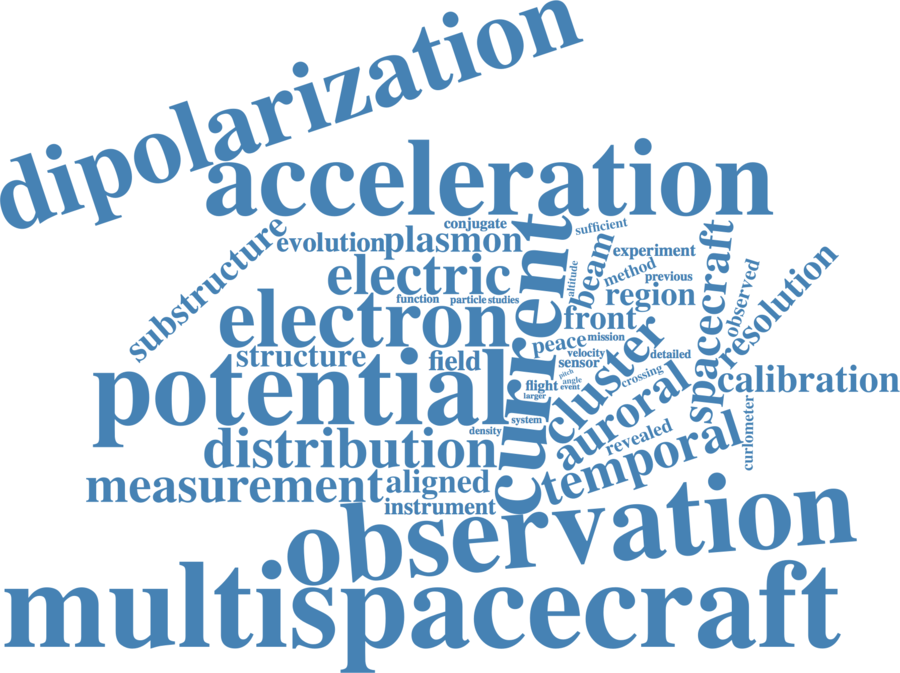 dipolarization
acceleration
conjugate
sufficient
substructure
evolution
plasmon
current
beam
experiment
spacecraft
electric
altitude
method
previous
observed
resolution
function
particle
studies
region
electron
front
peace
mission
structure
field
velocity
sensor
detailed
cluster
potential
pitch
angle
event
flight
larger
crossing
calibration
auroral
system
density
distribution
revealed
temporal
curlometer
measurement
aligned
instrument
observation
multispacecraft